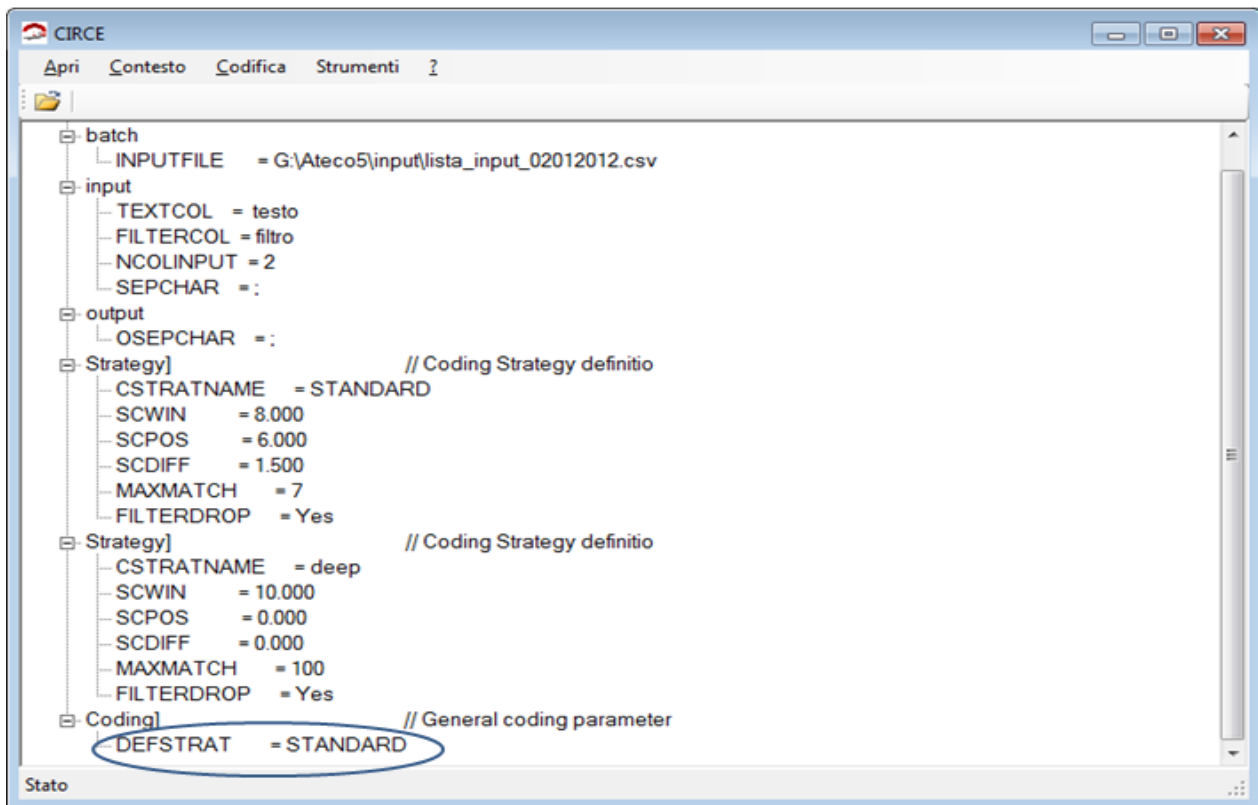 CIRCE
Apri Contesto Codifica Strumenti ?
batch
INPUTFILE = G:\Ateco5\input\lista_input_02012012.csv
input
TEXTCOL = testo
FILTERCOL = filtro
NCOLINPUT = 2
SEPCHAR = ;
output
OSEPCHAR = ;
Strategy] // Coding Strategy definitio
CSTRATNAME = STANDARD
SCWIN = 8.000
SCPOS = 6.000
SCDIFF = 1.500
MAXMATCH = 7
FILTERDROP = Yes
Strategy] // Coding Strategy definitio
CSTRATNAME = deep
SCWIN = 10.000
SCPOS = 0.000
SCDIFF = 0.000
MAXMATCH = 100
FILTERDROP = Yes
Coding] // General coding parameter
DEFSTRAT = STANDARD
Stato